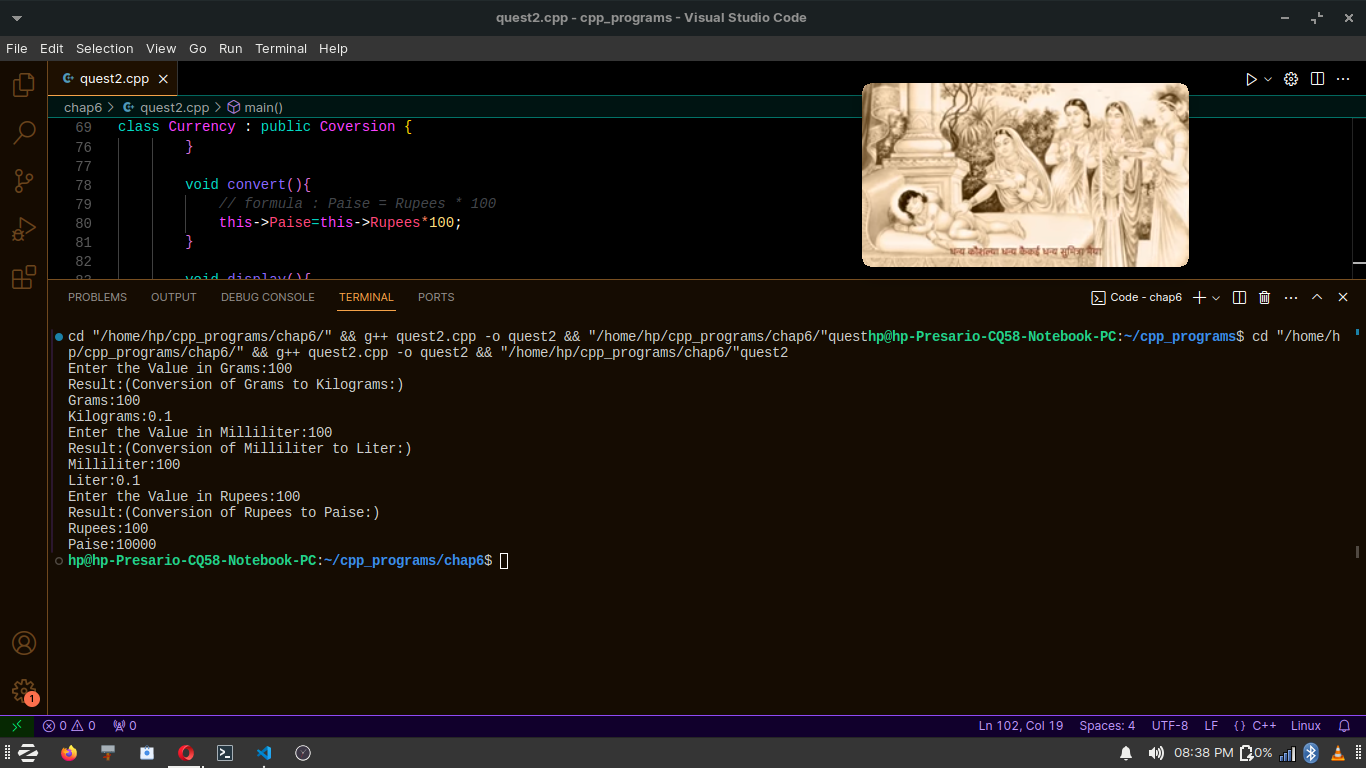 quest2.cpp - cpp_programs - Visual Studio Code
File Edit Selection View Go Run Terminal Help
quest2.cpp
chap6 > quest2.cpp > main()
69 class Currency : public Coversion {
76 }
77
78 void convert(){
79 // formula : Paise = Rupees * 100
80 this->Paise=this->Rupees*100;
81 }
82
83 void display(){
धन्य कौशल्या धन्य कैकई धन्य सुमित्रा मैया
PROBLEMS OUTPUT DEBUG CONSOLE TERMINAL PORTS
Code - chap6
cd "/home/hp/cpp_programs/chap6/" && g++ quest2.cpp -o quest2 && "/home/hp/cpp_programs/chap6/"questhp@hp-Presario-CQ58-Notebook-PC:~/cpp_programs$ cd "/home/h
p/cpp_programs/chap6/" && g++ quest2.cpp -o quest2 && "/home/hp/cpp_programs/chap6/"quest2
Enter the Value in Grams:100
Result:(Conversion of Grams to Kilograms:)
Grams:100
Kilograms:0.1
Enter the Value in Milliliter:100
Result:(Conversion of Milliliter to Liter:)
Milliliter:100
Liter:0.1
Enter the Value in Rupees:100
Result:(Conversion of Rupees to Paise:)
Rupees:100
Paise:10000
hp@hp-Presario-CQ58-Notebook-PC:~/cpp_programs/chap6$
1
0 0 0 Ln 102, Col 19 Spaces: 4 UTF-8 LF {} C++ Linux
08:38 PM 0%